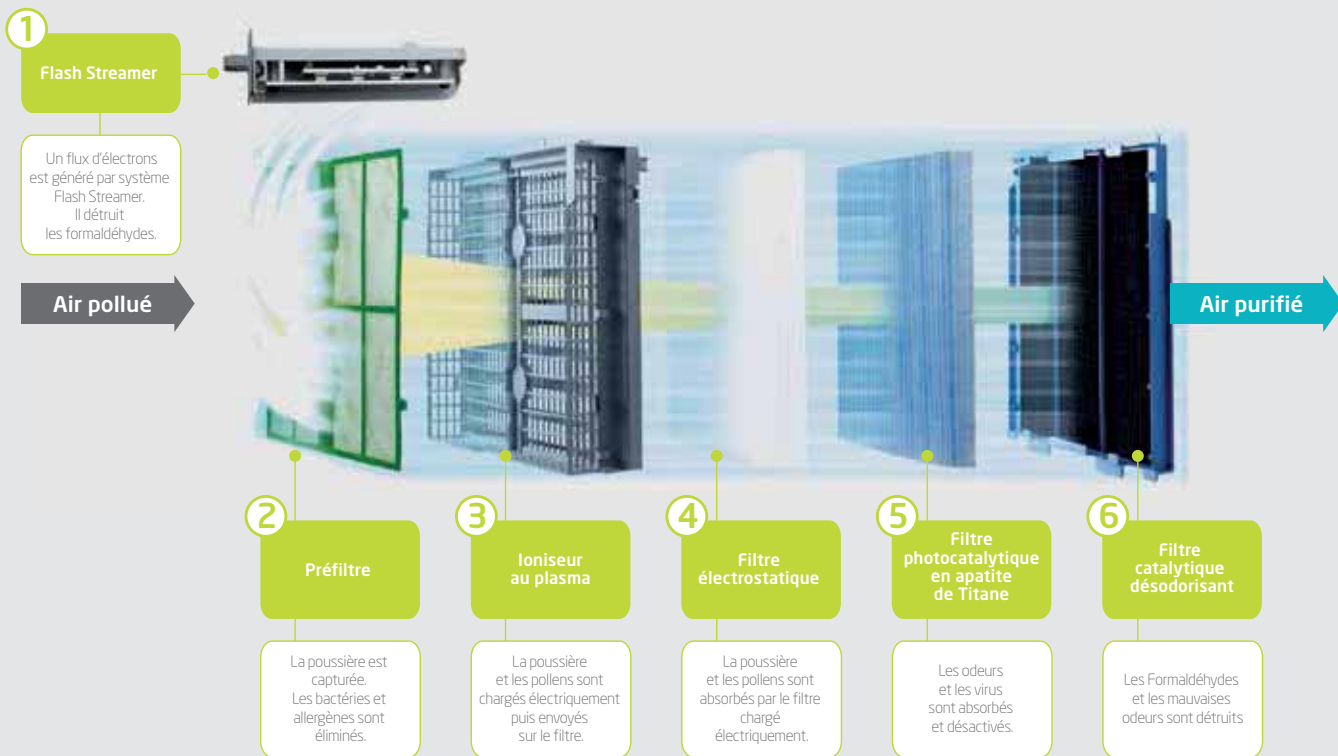 1
Flash Streamer
Un flux d'électrons
est généré par système
Flash Streamer.
Il détruit
les formaldéhydes.
Air pollué
Air purifié
2
Préfiltre
La poussière est
capturée.
Les bactéries et
allergènes sont
éliminés.
3
Ioniseur
au plasma
La poussière
et les pollens sont
chargés électriquement
puis envoyés
sur le filtre.
4
Filtre
électrostatique
La poussière
et les pollens sont
absorbés par le filtre
chargé
électriquement.
5
Filtre
photocatalytique
en apatite
de Titane
Les odeurs
et les virus
sont absorbés
et désactivés.
6
Filtre
catalytique
désodorisant
Les Formaldéhydes
et les mauvaises
odeurs sont détruits